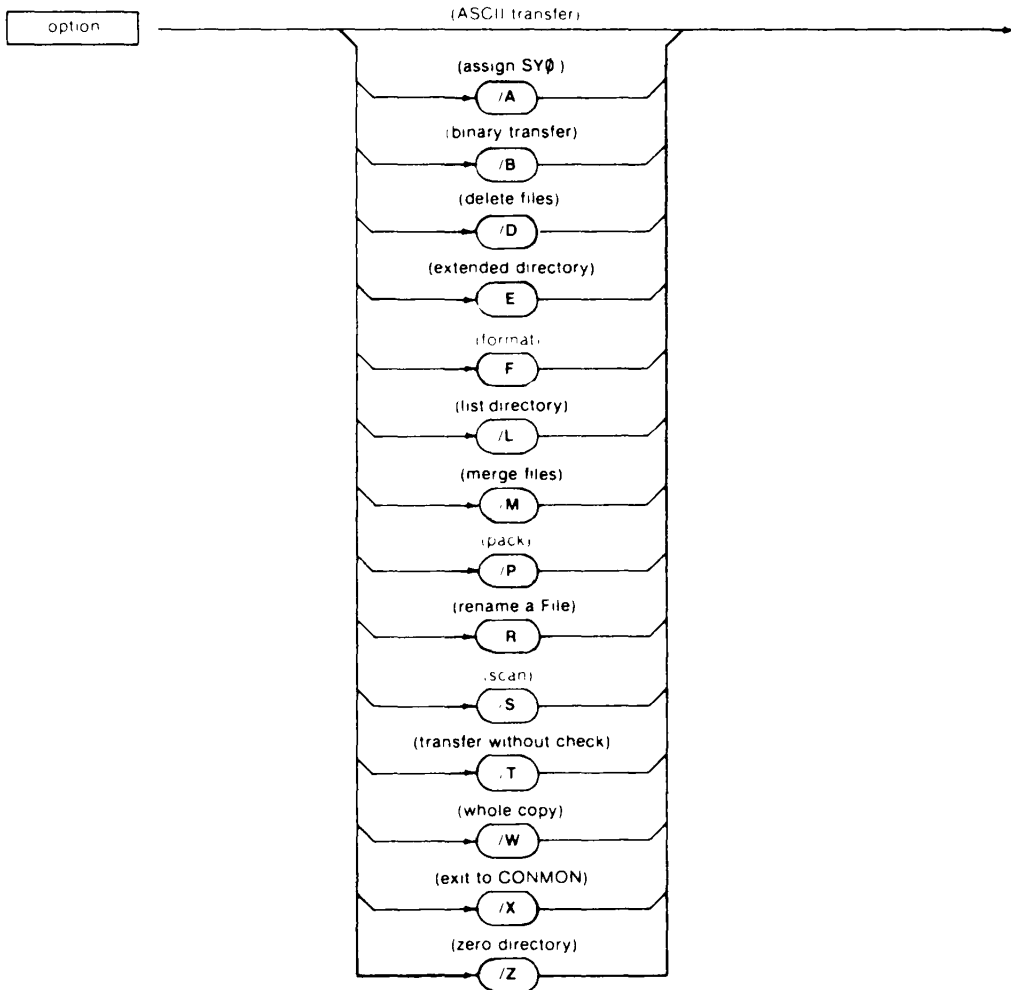 option
(ASCII transfer)
(assign SYØ)
/A
(binary transfer)
/B
(delete files)
/D
(extended directory)
E
(format)
F
(list directory)
/L
(merge files)
/M
(pack)
/P
(rename a File)
R
(scan)
/S
(transfer without check)
/T
(whole copy)
/W
(exit to CONMON)
/X
(zero directory)
/Z